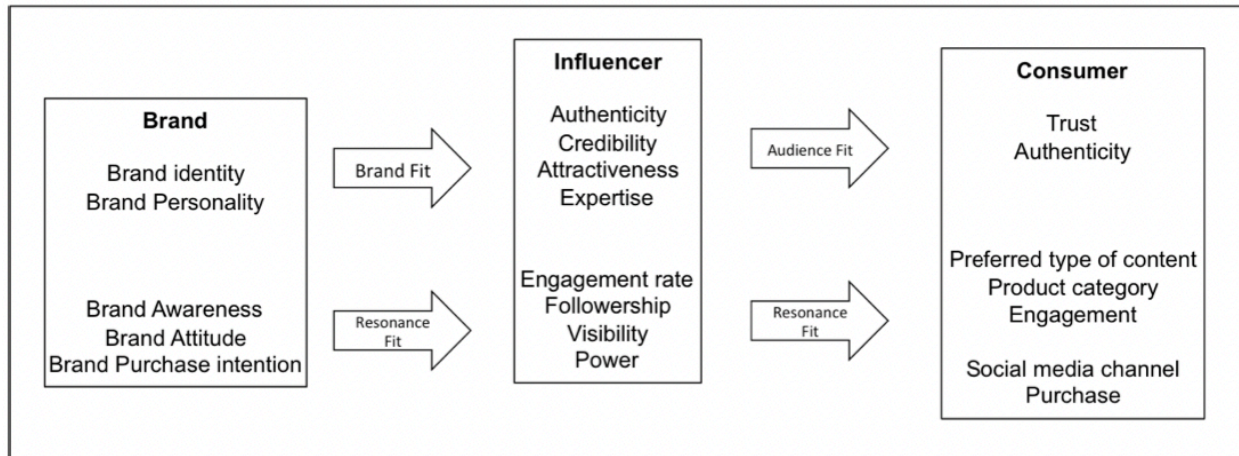 Brand
Brand identity
Brand Personality
Brand Awareness
Brand Attitude
Brand Purchase intention
Brand Fit
Resonance
Fit
Influencer
Authenticity
Credibility
Attractiveness
Expertise
Engagement rate
Followership
Visibility
Power
Audience Fit
Resonance
Fit
Consumer
Trust
Authenticity
Preferred type of content
Product category
Engagement
Social media channel
Purchase